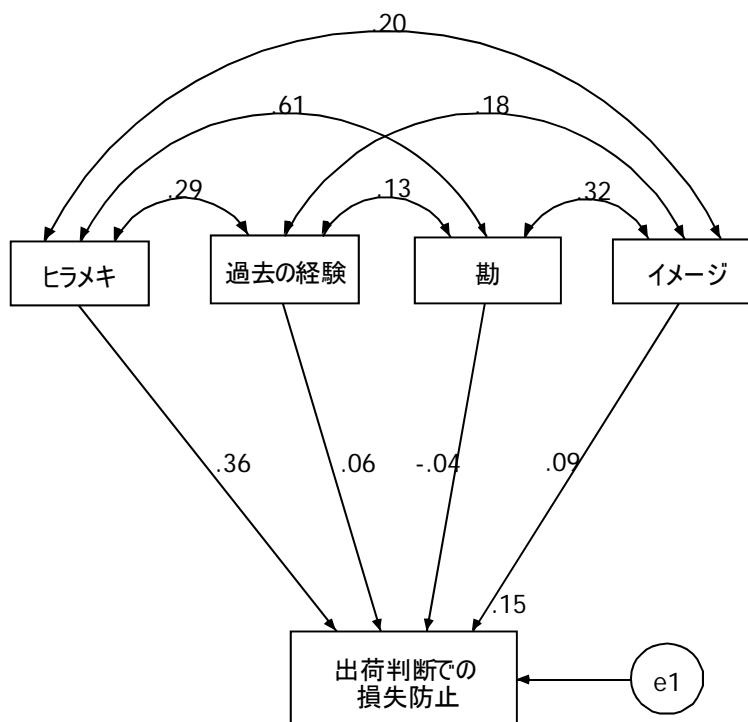 .20
.61
.18
.29
.13
.32
ヒラメキ
過去の経験
勘
イメージ
.36
.06
-.04
.09
.15
出荷判断での
損失防止
e1